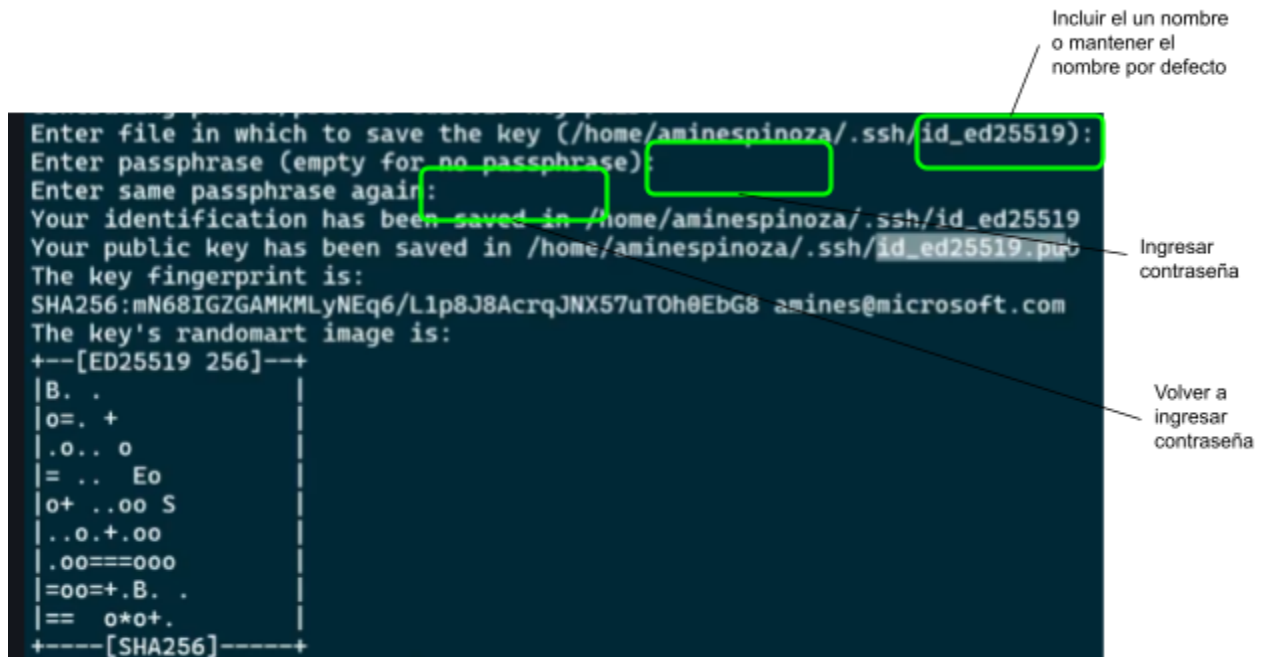 Incluir el un nombre
o mantener el
nombre por defecto
Enter file in which to save the key (/home/aminespinoza/.ssh/id_ed25519):
Enter passphrase (empty for no passphrase):
Enter same passphrase again:
Your identification has been saved in /home/aminespinoza/.ssh/id_ed25519
Your public key has been saved in /home/aminespinoza/.ssh/id_ed25519.pub
The key fingerprint is:
SHA256:mN68IGZGAMKMLyNEq6/L1p8J8AcrqJNX57uTOh0EbG8 amines@microsoft.com
The key's randomart image is:
+--[ED25519 256]--+
|B. .             |
|o=. +            |
|.o.. o           |
|= ..  Eo         |
|o+ ..oo S        |
|..o.+.oo         |
|.oo===ooo        |
|=oo=+.B. .       |
|==  o*o+.        |
+----[SHA256]-----+
Ingresar
contraseña
Volver a
ingresar
contraseña